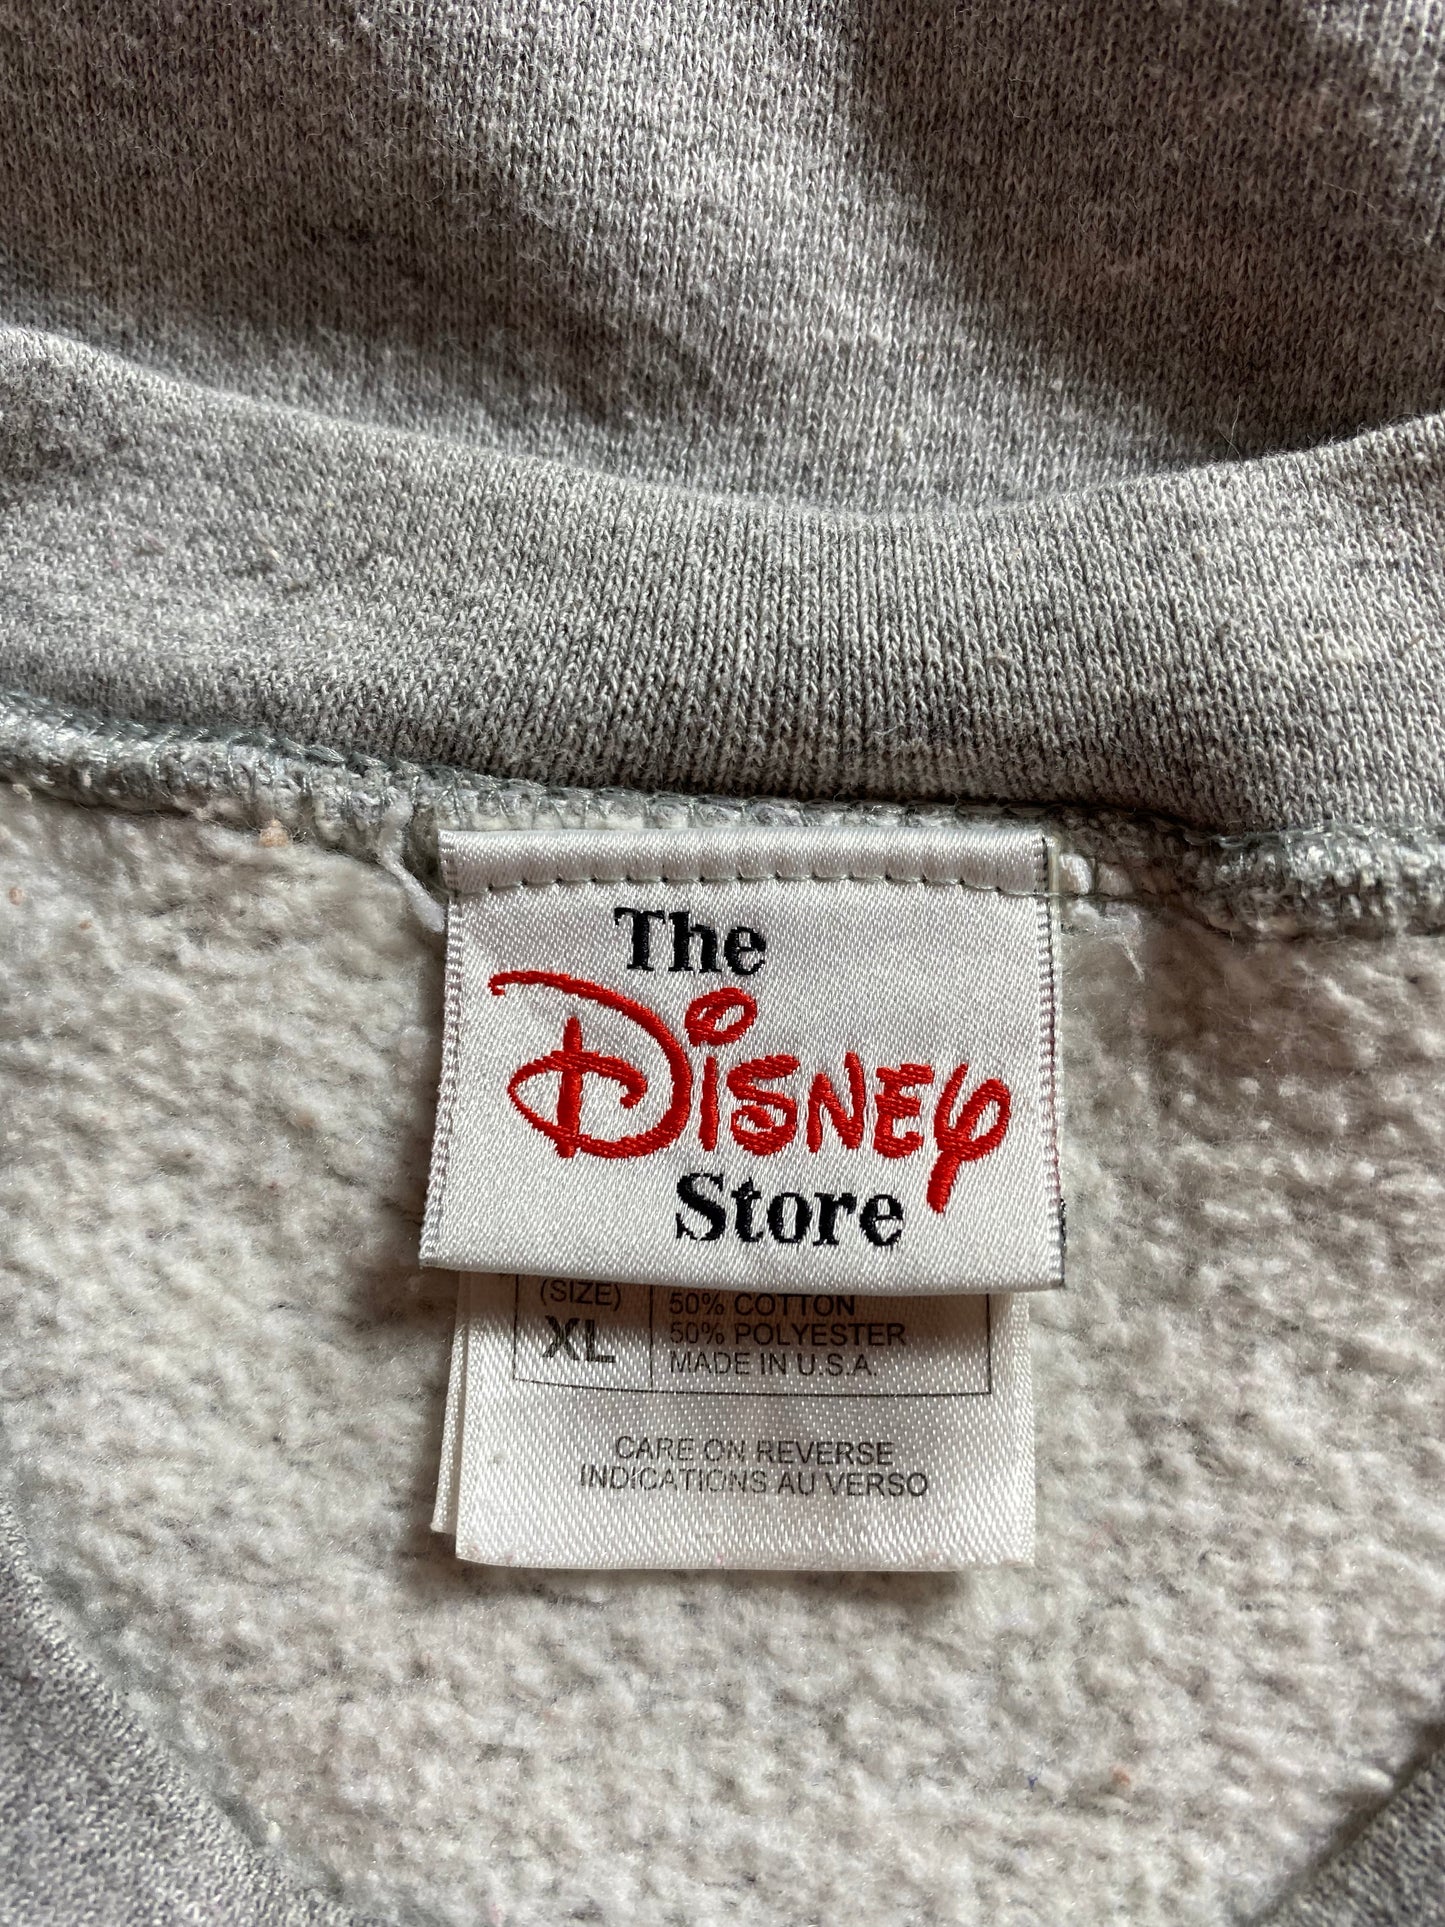 The
Disney
Store
(SIZE)
XL
50% COTTON
50% POLYESTER
MADE IN U.S.A.
CARE ON REVERSE
INDICATIONS AU VERSO